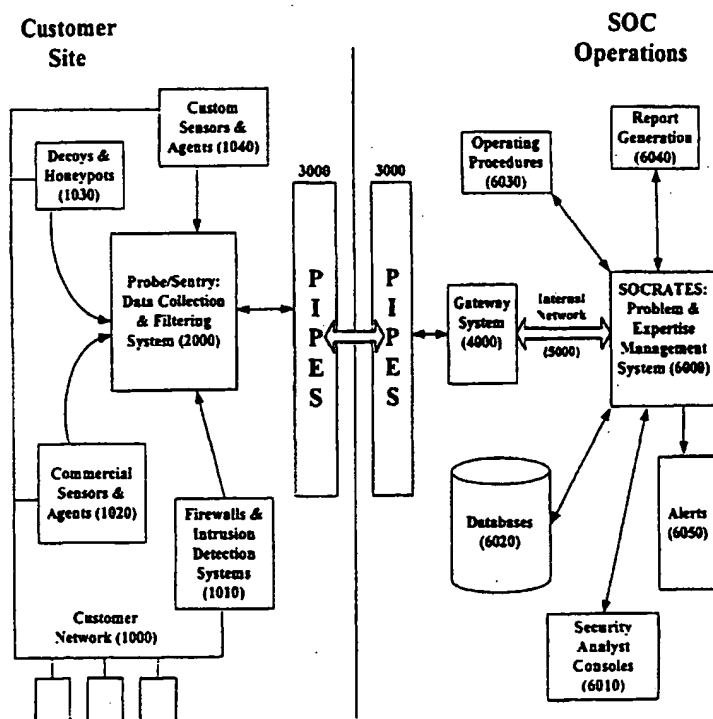 Customer
Site
SOC
Operations
Custom
Sensors &
Agents (1040)
Decoys &
Honeypots
(1030)
Probe/Sentry:
Data Collection
& Filtering
System (2000)
Commercial
Sensors &
Agents (1020)
Firewalls &
Intrusion
Detection
Systems
(1010)
Customer
Network (1000)
3000
PIPES
3000
PIPES
Gateway
System
(4000)
Internal
Network
(5000)
Operating
Procedures
(6030)
Report
Generation
(6040)
SOCRATES:
Problem &
Expertise
Management
System (6000)
Databases
(6020)
Alerts
(6050)
Security
Analyst
Consoles
(6010)